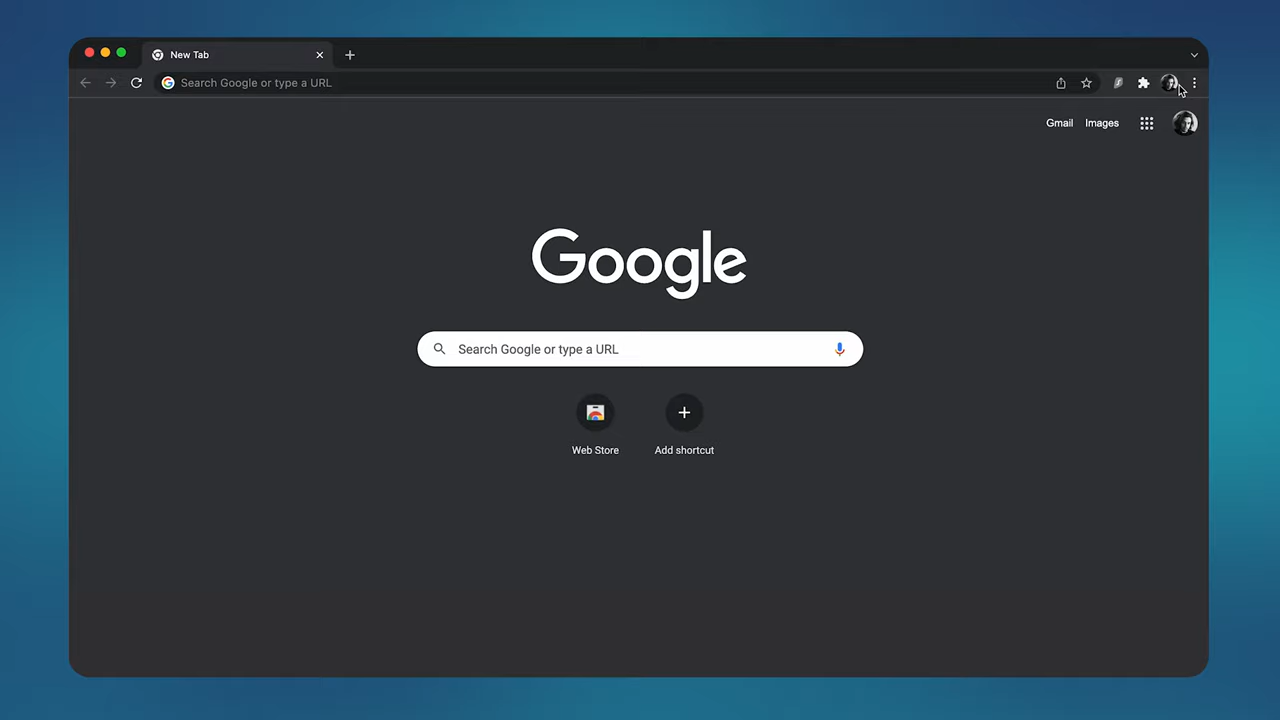 New Tab
Search Google or type a URL
Gmail Images
Google
Search Google or type a URL
Web Store Add shortcut